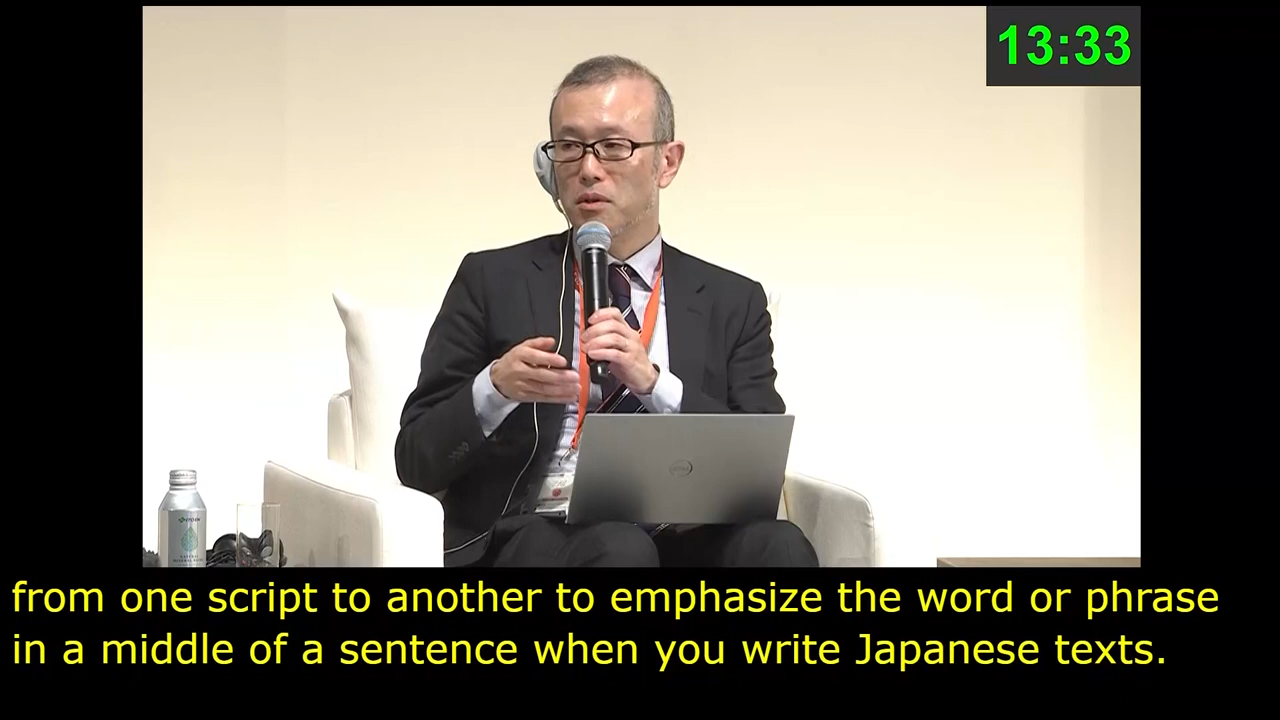 13:33
DELL
from one script to another to emphasize the word or phrase
in a middle of a sentence when you write Japanese texts.